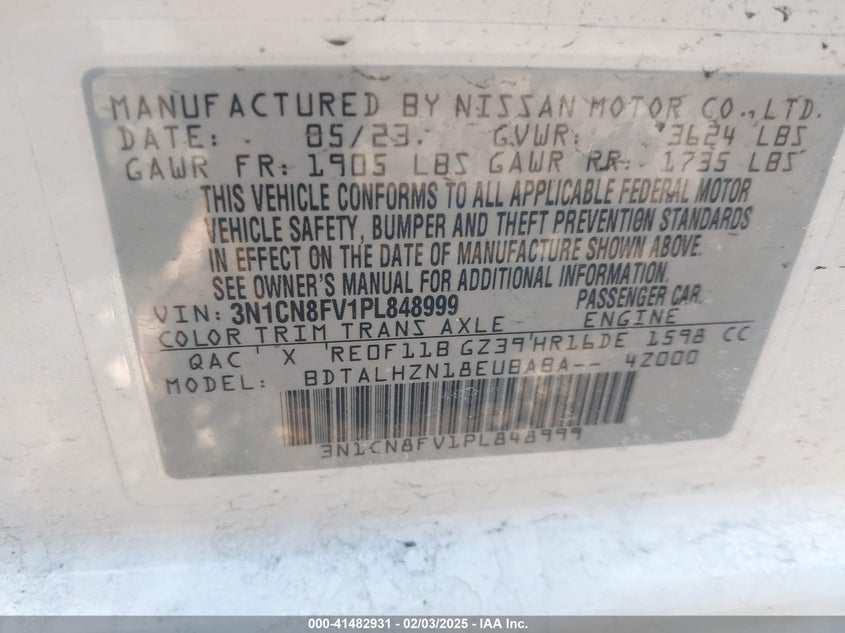 MANUFACTURED BY NISSAN MOTOR CO., LTD.
DATE: 05/23 GVWR: 3624 LBS
GAWR FR: 1905 LBS GAWR RR: 1735 LBS
THIS VEHICLE CONFORMS TO ALL APPLICABLE FEDERAL MOTOR
VEHICLE SAFETY, BUMPER AND THEFT PREVENTION STANDARDS
IN EFFECT ON THE DATE OF MANUFACTURE SHOWN ABOVE.
SEE OWNER'S MANUAL FOR ADDITIONAL INFORMATION.
VIN: 3N1CN8FV1PL848999 PASSENGER CAR
COLOR TRIM TRANS AXLE ENGINE
QAC X RE0F11B GZ39 HR16DE 1598 CC
MODEL: BDTALHZN18EUBABA-- 4Z000
3N1CN8FV1PL848999
000-41482931 - 02/03/2025 - IAA Inc.